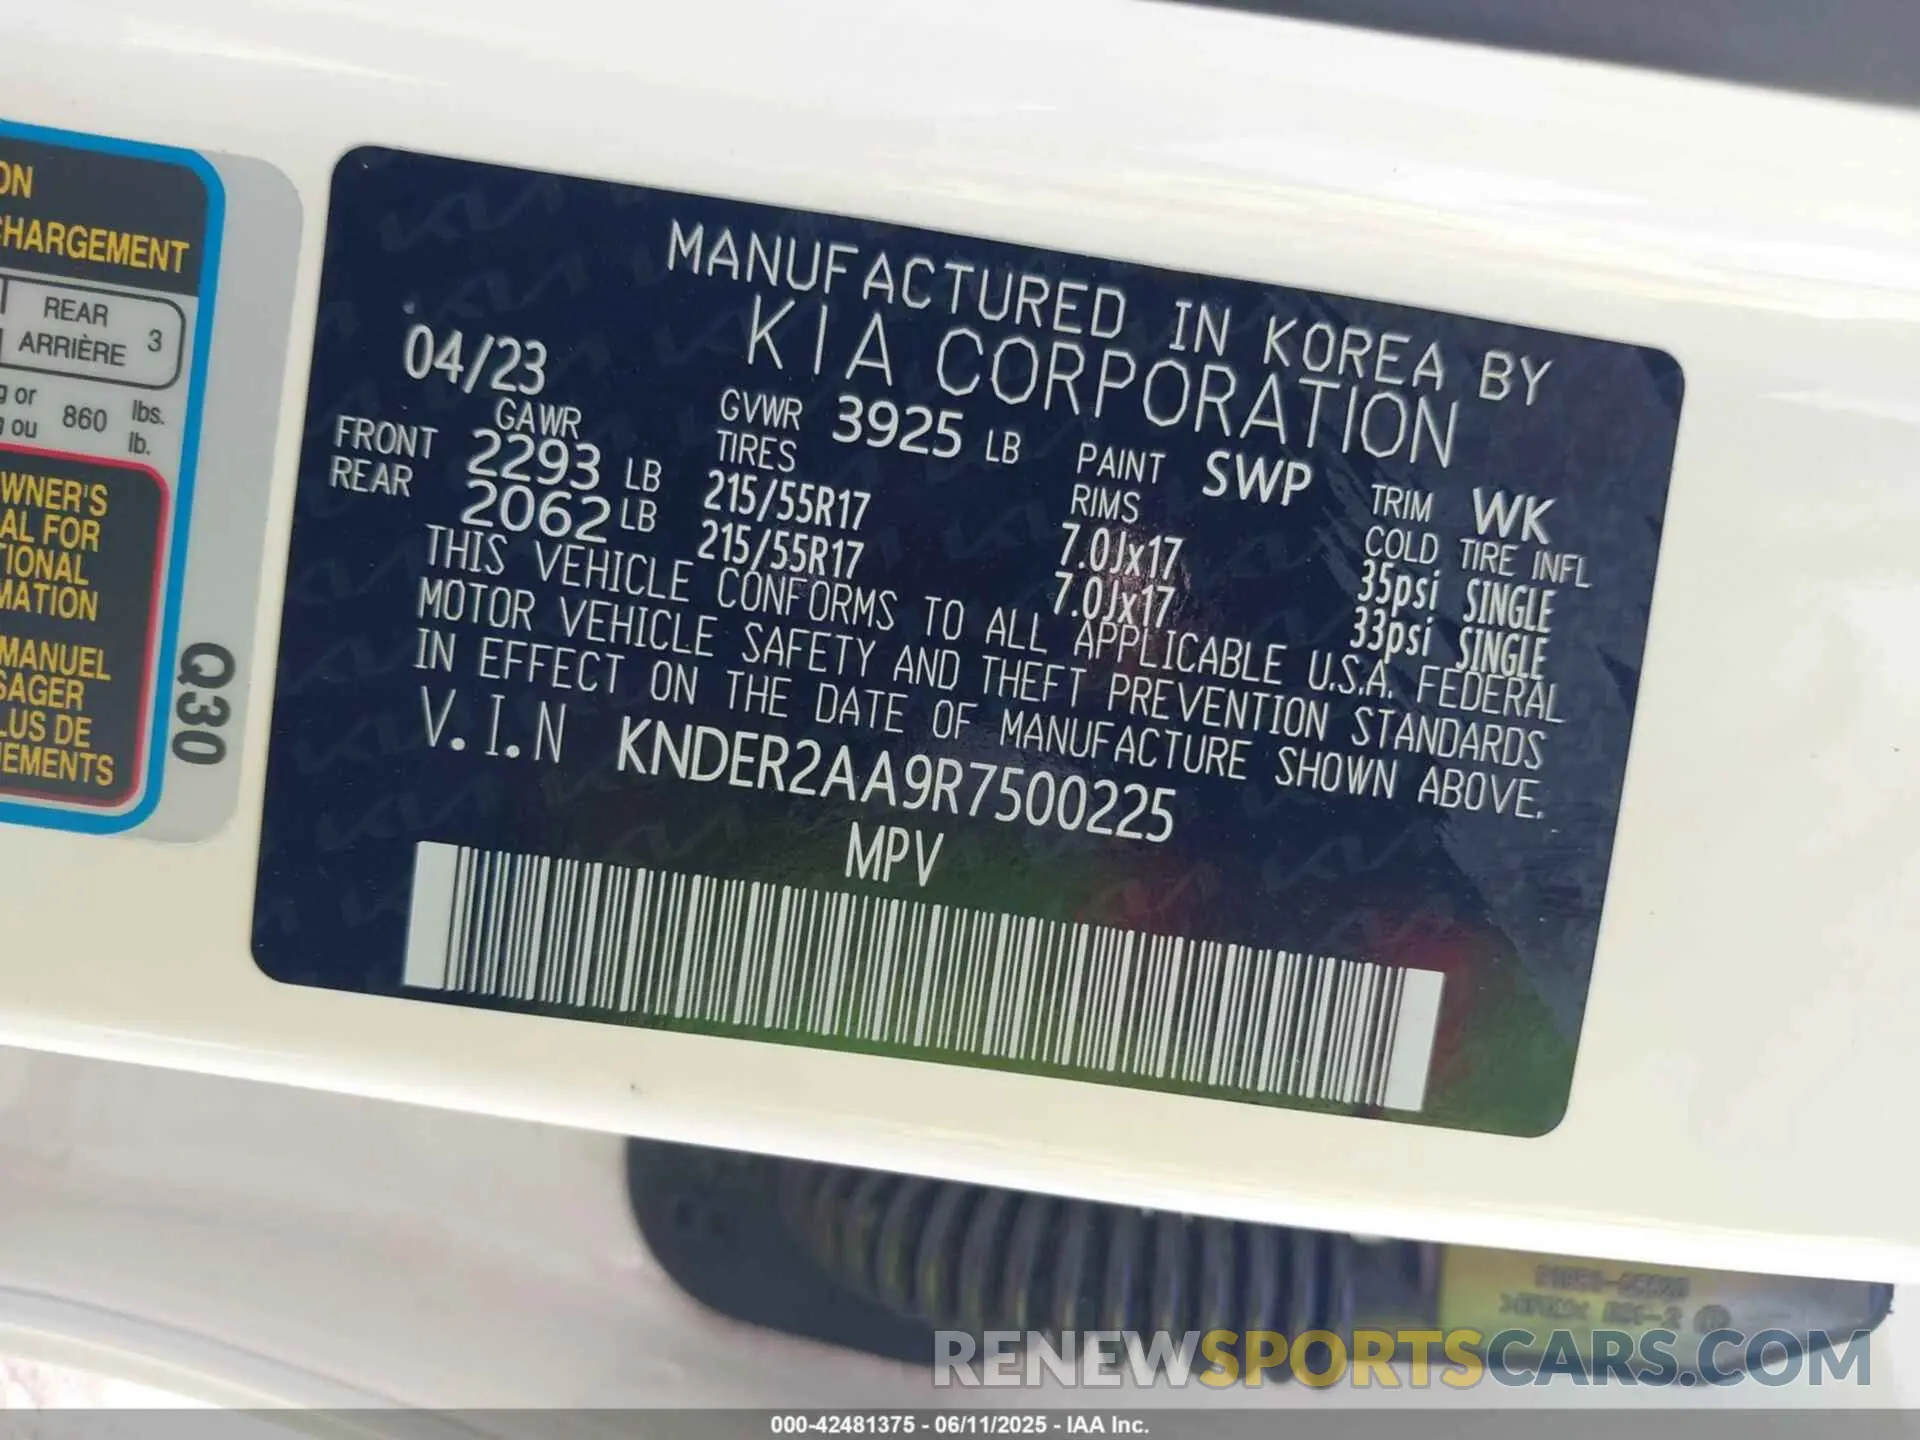 ON
CHARGEMENT
REAR 3
ARRIÈRE
g or 860 lbs.
g ou lb.
WNER'S
AL FOR
TIONAL
MATION
MANUEL
SAGER
LUS DE
EMENTS
Q30
MANUFACTURED IN KOREA BY
KIA CORPORATION
04/23
GAWR GVWR 3925 LB PAINT SWP TRIM WK
FRONT 2293 LB TIRES RIMS COLD TIRE INFL
REAR 2062 LB 215/55R17 7.0Jx17 35psi SINGLE
215/55R17 7.0Jx17 33psi SINGLE
THIS VEHICLE CONFORMS TO ALL APPLICABLE U.S.A. FEDERAL
MOTOR VEHICLE SAFETY AND THEFT PREVENTION STANDARDS
IN EFFECT ON THE DATE OF MANUFACTURE SHOWN ABOVE.
V.I.N KNDER2AA9R7500225
MPV
RENEWSPORTSCARS.COM
000-42481375 - 06/11/2025 - IAA Inc.